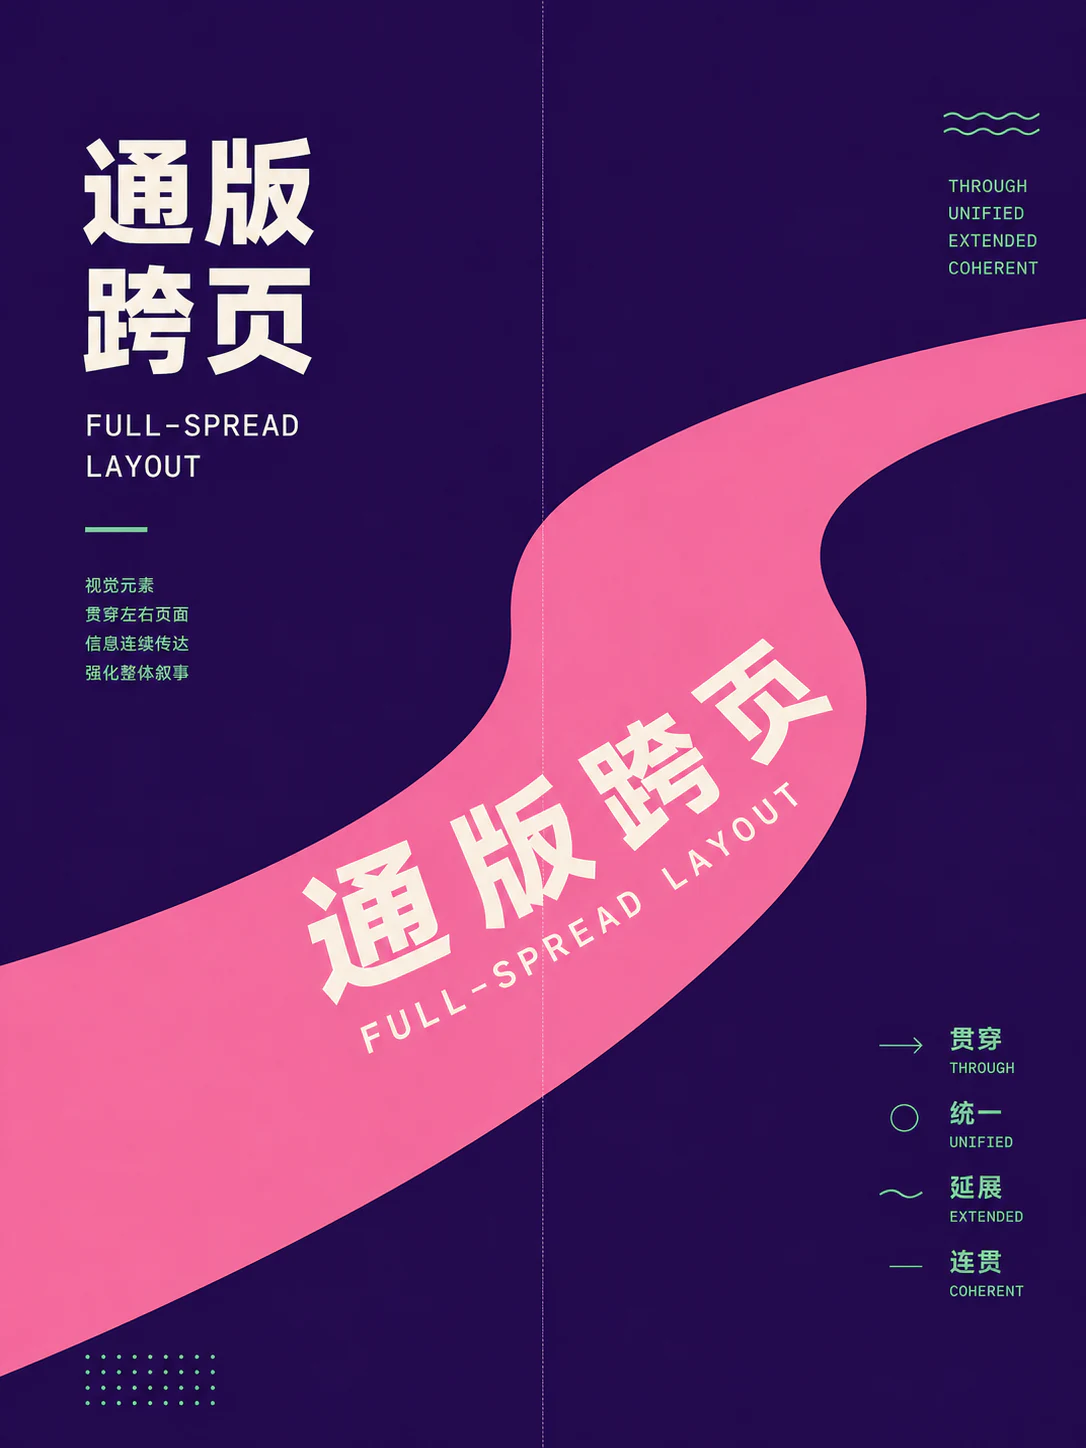 通版
跨页
FULL-SPREAD
LAYOUT
视觉元素
贯穿左右页面
信息连续传达
强化整体叙事
THROUGH
UNIFIED
EXTENDED
COHERENT
通版跨页
FULL-SPREAD LAYOUT
贯穿
THROUGH
统一
UNIFIED
延展
EXTENDED
连贯
COHERENT